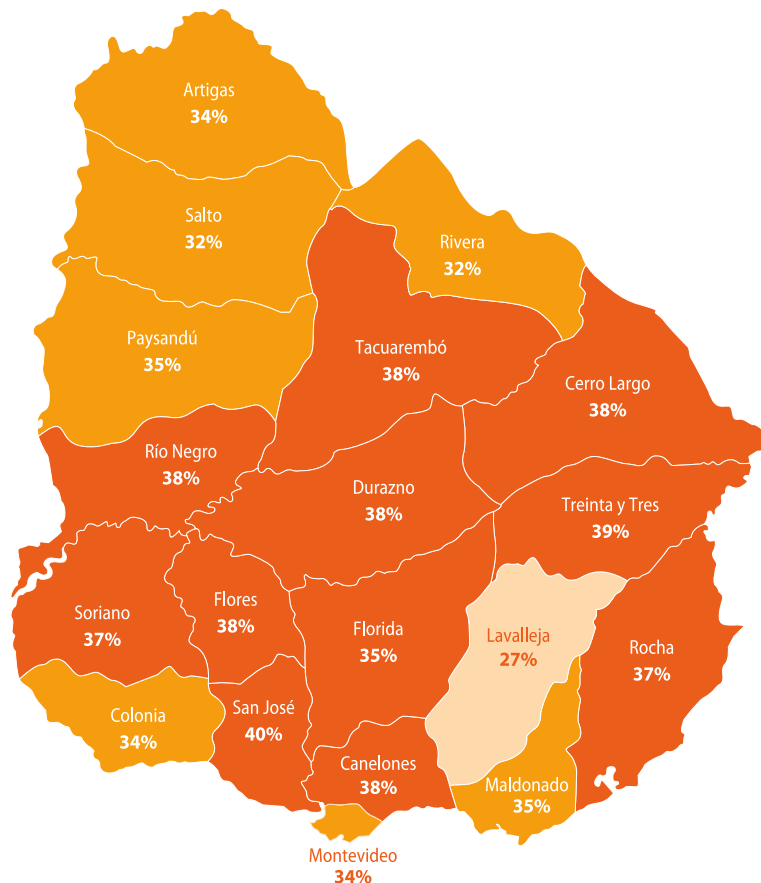 Artigas
34%
Salto
32%
Rivera
32%
Paysandú
35%
Tacuarembó
38%
Cerro Largo
38%
Río Negro
38%
Durazno
38%
Treinta y Tres
39%
Soriano
37%
Flores
38%
Florida
35%
Lavalleja
27%
Rocha
37%
Colonia
34%
San José
40%
Canelones
38%
Maldonado
35%
Montevideo
34%